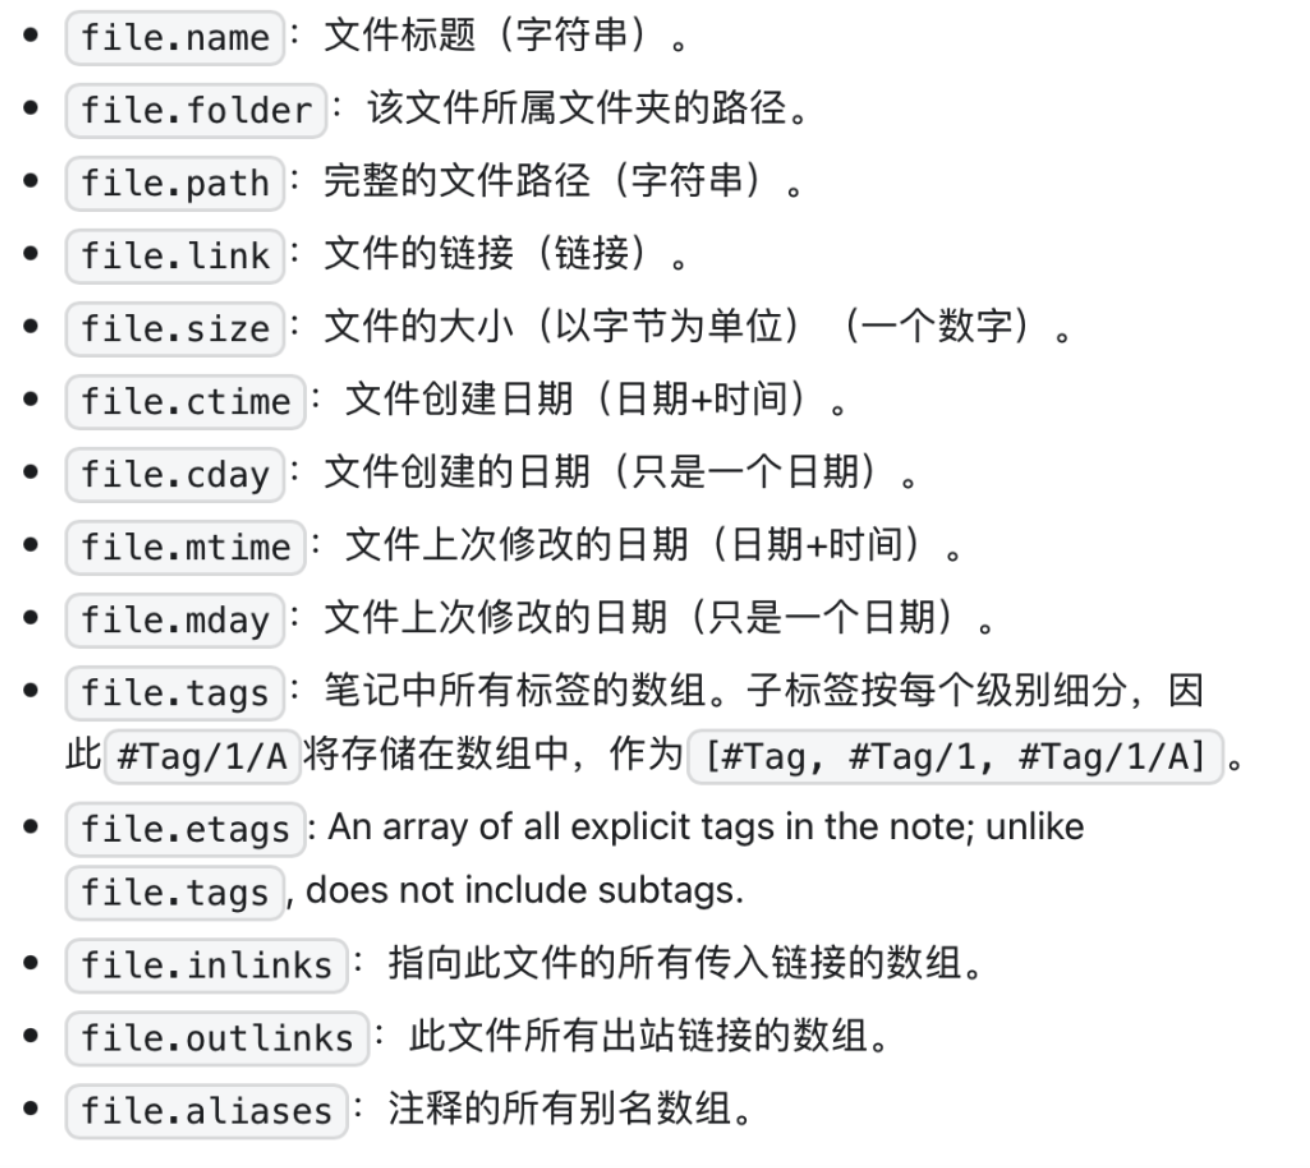 • file.name：文件标题（字符串）。
• file.folder：该文件所属文件夹的路径。
• file.path：完整的文件路径（字符串）。
• file.link：文件的链接（链接）。
• file.size：文件的大小（以字节为单位）（一个数字）。
• file.ctime：文件创建日期（日期+时间）。
• file.cday：文件创建的日期（只是一个日期）。
• file.mtime：文件上次修改的日期（日期+时间）。
• file.mday：文件上次修改的日期（只是一个日期）。
• file.tags：笔记中所有标签的数组。子标签按每个级别细分，因
此 #Tag/1/A 将存储在数组中，作为 [#Tag, #Tag/1, #Tag/1/A] 。
• file.etags: An array of all explicit tags in the note; unlike
file.tags, does not include subtags.
• file.inlinks：指向此文件的所有传入链接的数组。
• file.outlinks：此文件所有出站链接的数组。
• file.aliases：注释的所有别名数组。